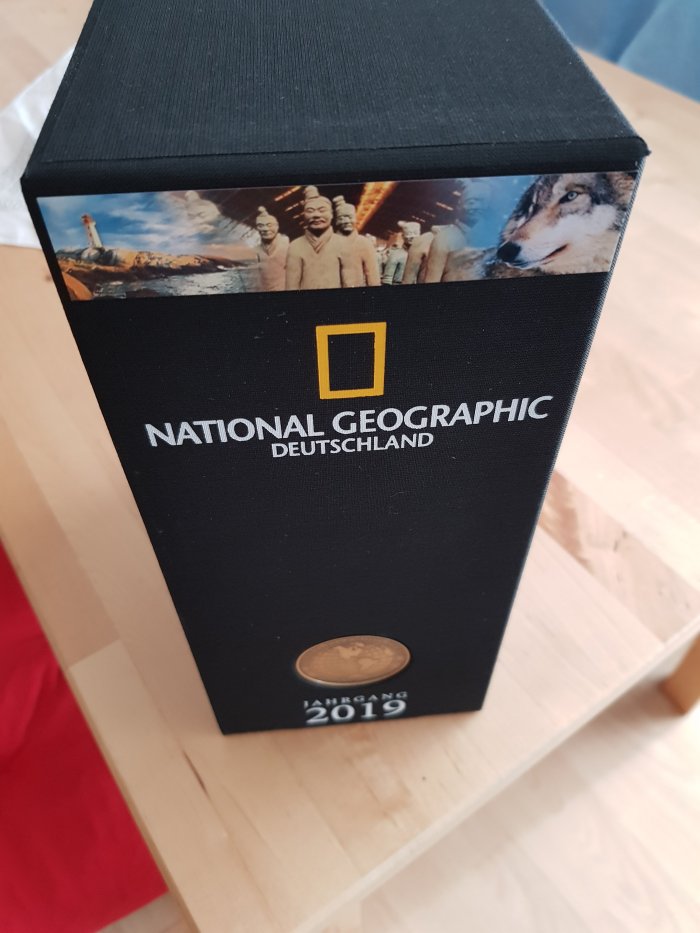 NATIONAL GEOGRAPHIC
DEUTSCHLAND
JAHRGANG
2019